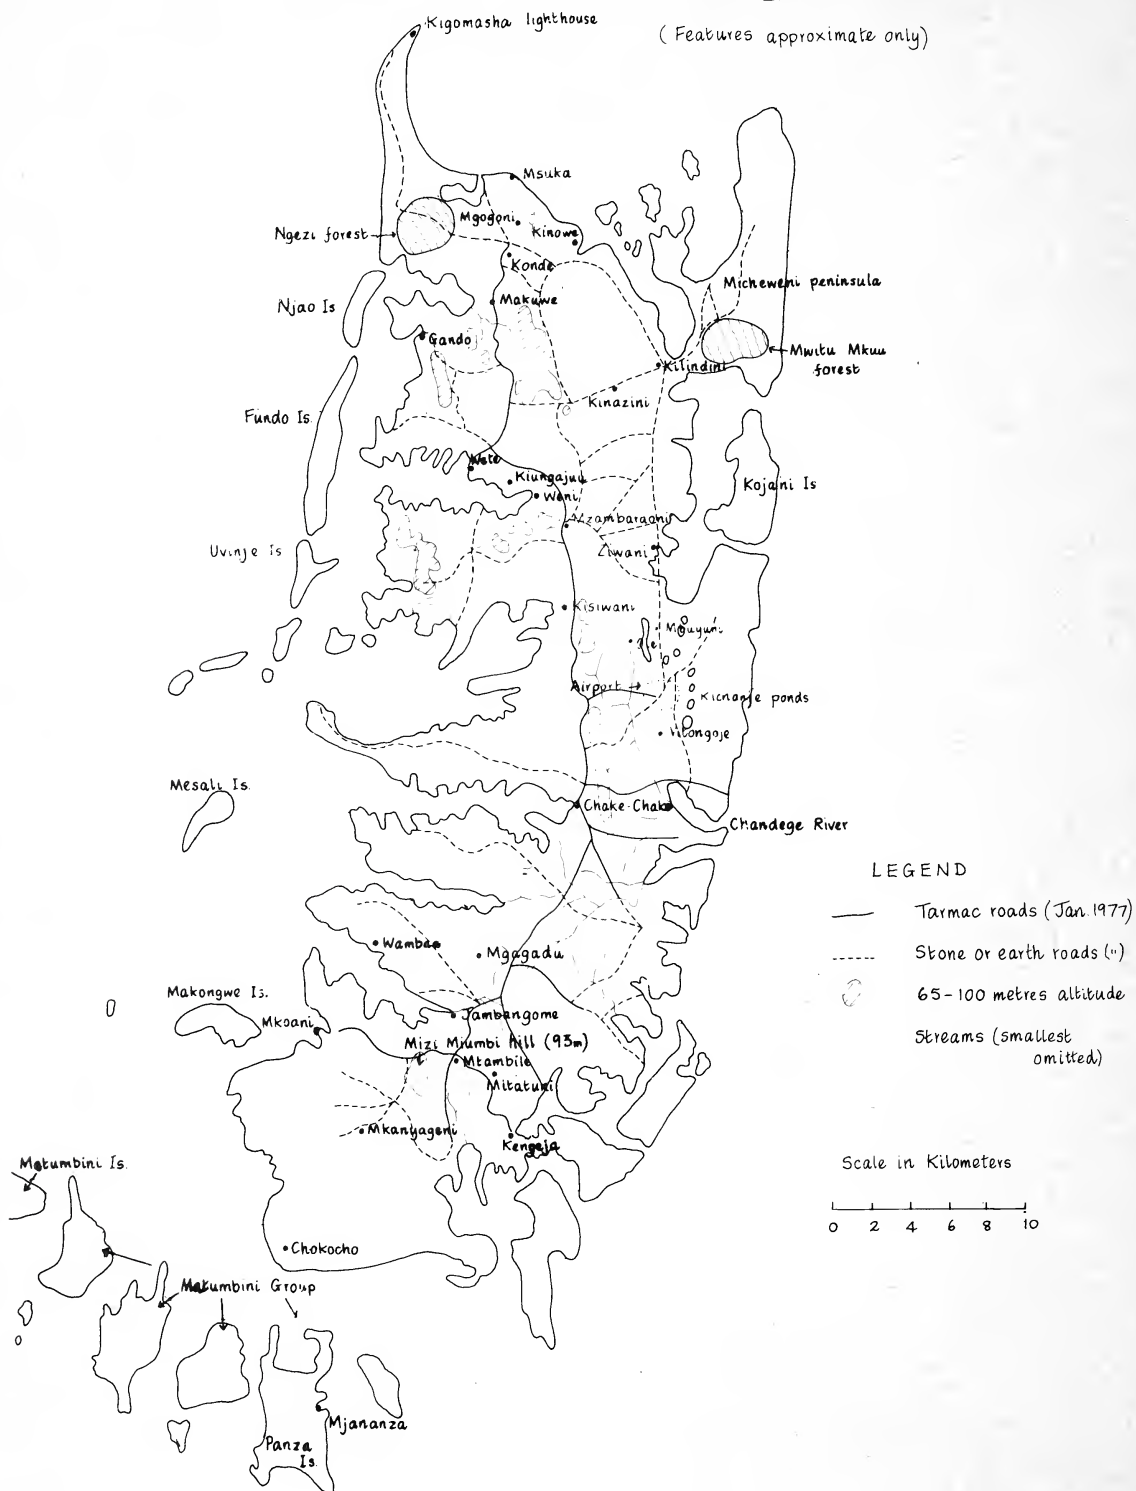 Kigomasha lighthouse
(Features approximate only)
Msuka
Mgogoni
Kinowe
Ngezi forest
Konde
Micheweni peninsula
Njao Is
Makuwe
Gando
Mwitu Mkuu
forest
Kilindini
Kinazini
Fundo Is.
Wete
Kiungajuu
Weni
Kojani Is
Mzambaraoni
Uvinje Is
Ziwani
Kisiwani
Airport
ponds
Mesali Is.
Chake-Chake
Chandege River
LEGEND
Tarmac roads (Jan. 1977)
Stone or earth roads (")
65-100 metres altitude
Streams (smallest
omitted)
Wambaa
Mgagadu
Makongwe Is.
Mkoani
Jambangome
Mizi Miumbi hill (93m)
Mtambile
Mitatuni
Mkanyageni
Kengeja
Matumbini Is.
Scale in Kilometers
0 2 4 6 8 10
Chokocho
Matumbini Group
Mjananza
Panza
Is.